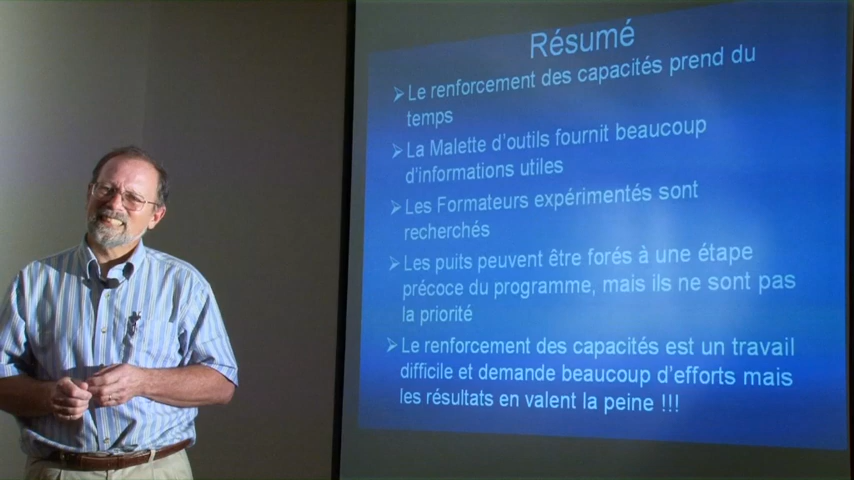 Résumé
➢Le renforcement des capacités prend du
temps
➢La Malette d'outils fournit beaucoup
d'informations utiles
➢Les Formateurs expérimentés sont
recherchés
➢Les puits peuvent être forés à une étape
précoce du programme, mais ils ne sont pas
la priorité
➢Le renforcement des capacités est un travail
difficile et demande beaucoup d'efforts mais
les résultats en valent la peine !!!